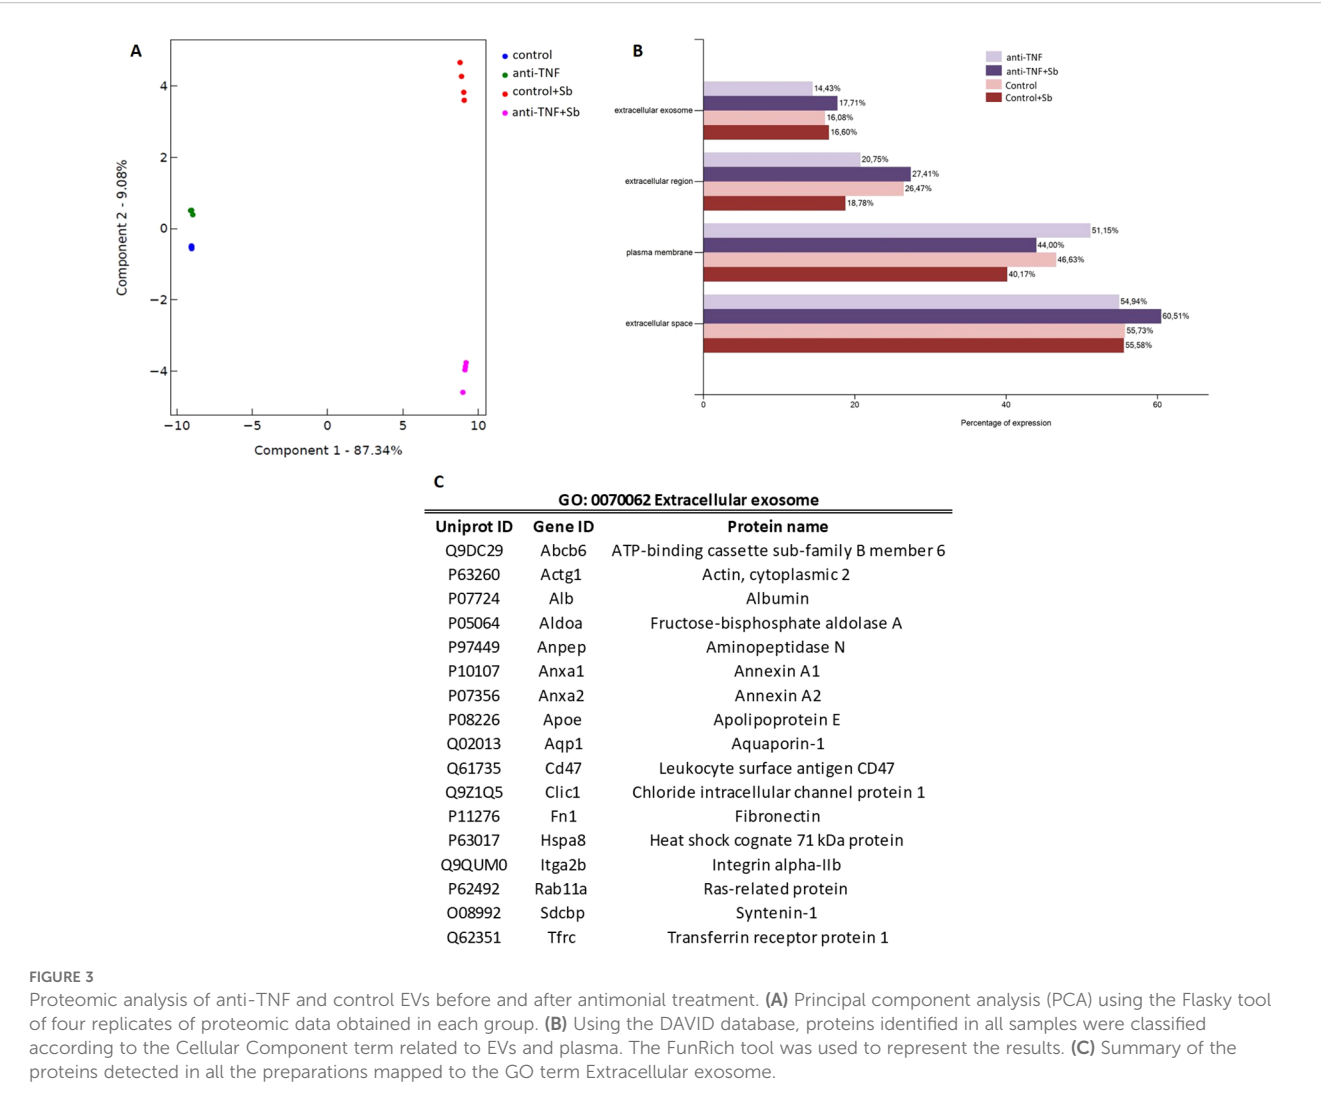 A
4
2
0
−2
−4
−10
−5
0
5
10
Component 2 - 9.08%
Component 1 - 87.34%
control
anti-TNF
control+Sb
anti-TNF+Sb
B
anti-TNF
anti-TNF+Sb
Control
Control+Sb
extracellular exosome
14,43%
17,71%
16,08%
16,60%
extracellular region
20,75%
27,41%
26,47%
18,78%
plasma membrane
51,15%
44,00%
46,63%
40,17%
extracellular space
54,94%
60,51%
55,73%
55,58%
0
20
40
60
Percentage of expression
C
GO: 0070062 Extracellular exosome
Uniprot ID Gene ID Protein name
Q9DC29 Abcb6 ATP-binding cassette sub-family B member 6
P63260 Actg1 Actin, cytoplasmic 2
P07724 Alb Albumin
P05064 Aldoa Fructose-bisphosphate aldolase A
P97449 Anpep Aminopeptidase N
P10107 Anxa1 Annexin A1
P07356 Anxa2 Annexin A2
P08226 Apoe Apolipoprotein E
Q02013 Aqp1 Aquaporin-1
Q61735 Cd47 Leukocyte surface antigen CD47
Q9Z1Q5 Clic1 Chloride intracellular channel protein 1
P11276 Fn1 Fibronectin
P63017 Hspa8 Heat shock cognate 71 kDa protein
Q9QUM0 Itga2b Integrin alpha-IIb
P62492 Rab11a Ras-related protein
O08992 Sdcbp Syntenin-1
Q62351 Tfrc Transferrin receptor protein 1
FIGURE 3
Proteomic analysis of anti-TNF and control EVs before and after antimonial treatment. (A) Principal component analysis (PCA) using the Flasky tool
of four replicates of proteomic data obtained in each group. (B) Using the DAVID database, proteins identified in all samples were classified
according to the Cellular Component term related to EVs and plasma. The FunRich tool was used to represent the results. (C) Summary of the
proteins detected in all the preparations mapped to the GO term Extracellular exosome.